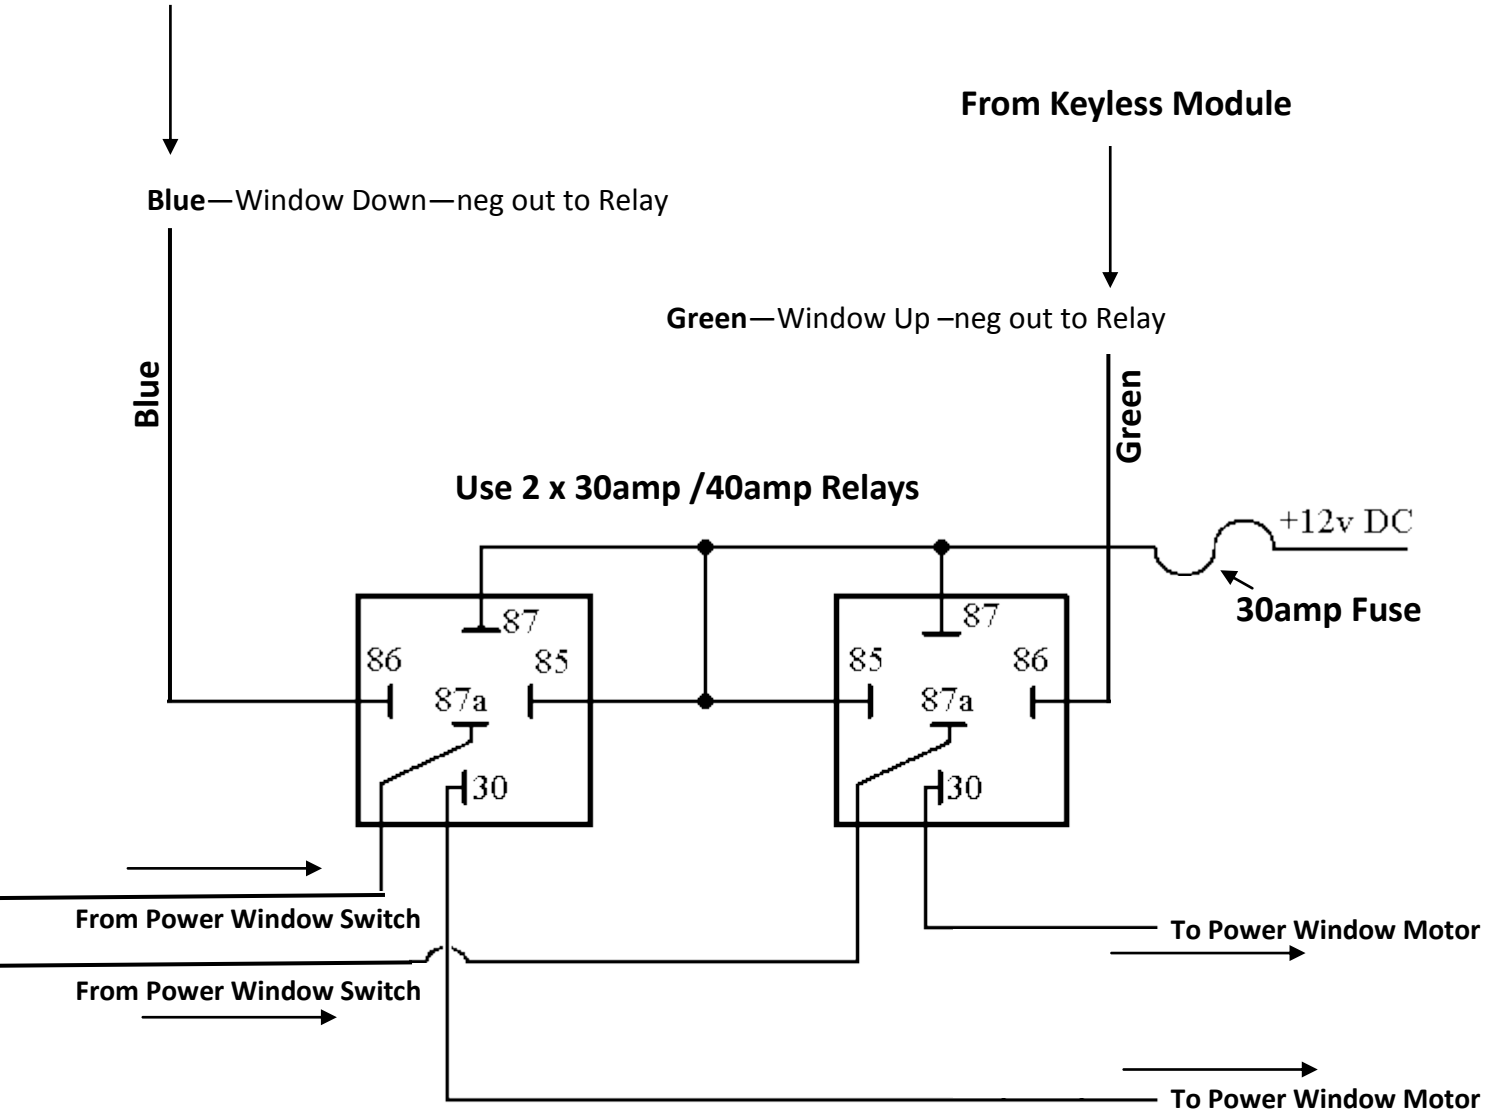 From Keyless Module
Blue—Window Down—neg out to Relay
Green—Window Up –neg out to Relay
Blue
Green
Use 2 x 30amp /40amp Relays
+12v DC
30amp Fuse
87
86
85
87a
30
87
85
86
87a
30
From Power Window Switch
To Power Window Motor
From Power Window Switch
To Power Window Motor